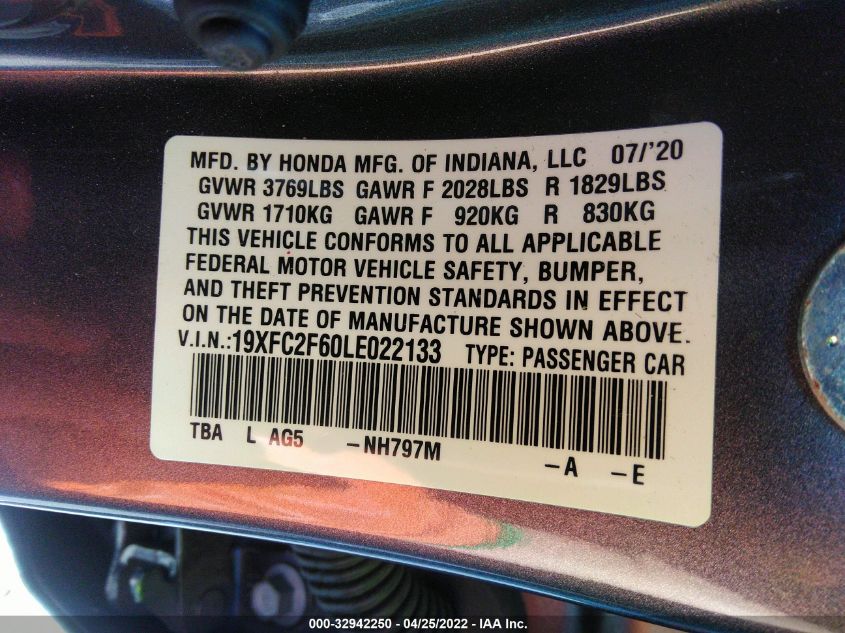 MFD. BY HONDA MFG. OF INDIANA, LLC 07/'20
GVWR 3769LBS GAWR F 2028LBS R 1829LBS
GVWR 1710KG GAWR F 920KG R 830KG
THIS VEHICLE CONFORMS TO ALL APPLICABLE
FEDERAL MOTOR VEHICLE SAFETY, BUMPER,
AND THEFT PREVENTION STANDARDS IN EFFECT
ON THE DATE OF MANUFACTURE SHOWN ABOVE.
V.I.N.:19XFC2F60LE022133 TYPE: PASSENGER CAR
TBA L AG5 -NH797M -A -E
000-32942250 - 04/25/2022 - IAA Inc.